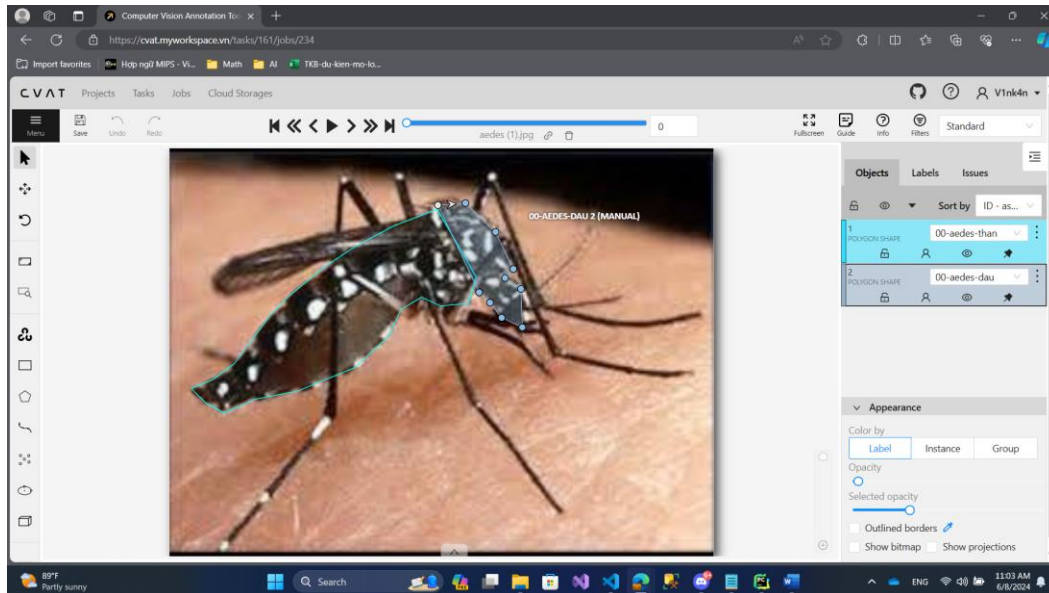 Computer Vision Annotation Too
https://cvat.myworkspace.vn/tasks/161/jobs/234
Import favorites
Hợp ngữ MIPS - Vi...
Math
AI
TKB-du-kien-mo-lo...
CVAT
Projects
Tasks
Jobs
Cloud Storages
V1nk4n
Menu
Save
Undo
Redo
aedes (1).jpg
0
Fullscreen
Guide
Info
Filters
Standard
00-AEDES-DAU 2 (MANUAL)
Objects
Labels
Issues
Sort by
ID - as...
1
POLYGON SHAPE
00-aedes-than
2
POLYGON SHAPE
00-aedes-dau
Appearance
Color by
Label
Instance
Group
Opacity
Selected opacity
Outlined borders
Show bitmap
Show projections
89°F
Partly sunny
Search
ENG
11:03 AM
6/8/2024